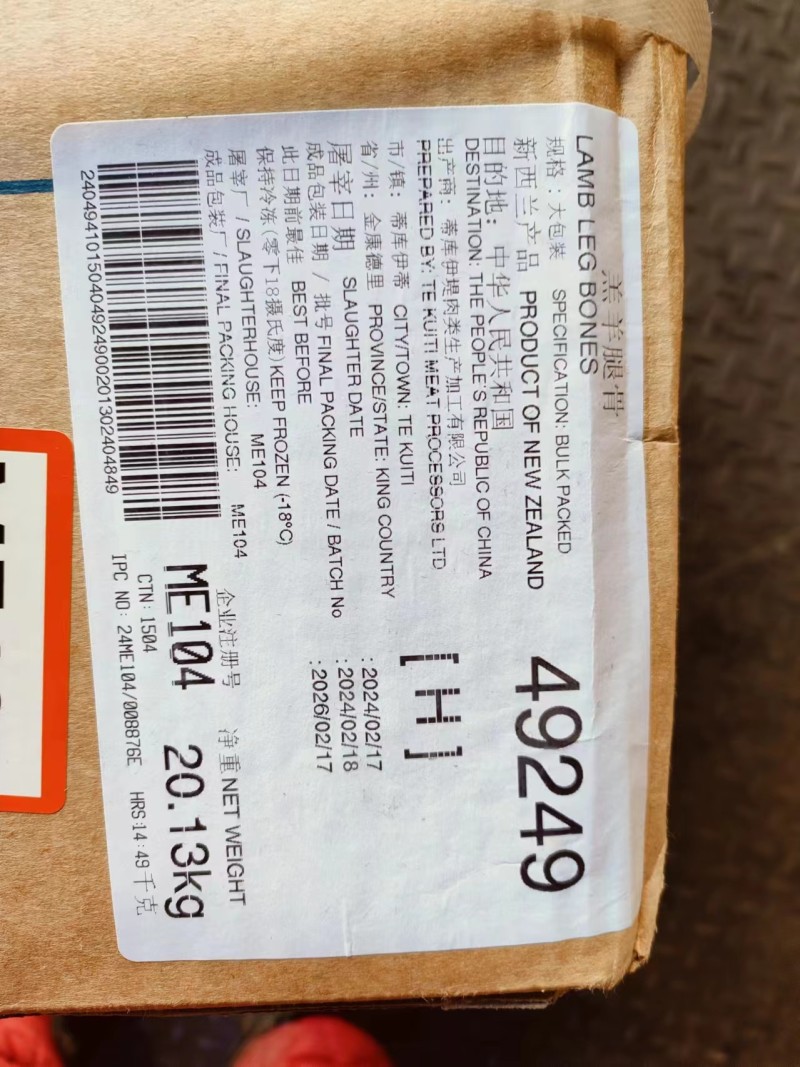 羔羊腿骨
LAMB LEG BONES
规格：大包装 SPECIFICATION: BULK PACKED
新西兰产品 PRODUCT OF NEW ZEALAND
49249
目的地：中华人民共和国
DESTINATION: THE PEOPLE'S REPUBLIC OF CHINA
出产商：蒂库伊堤肉类生产加工有限公司
PREPARED BY: TE KUITI MEAT PROCESSORS LTD
[H]
市/镇：蒂库伊蒂 CITY/TOWN: TE KUITI
省/州：金康德里 PROVINCE/STATE: KING COUNTRY
屠宰日期 SLAUGHTER DATE :2024/02/17
成品包装日期 / 批号 FINAL PACKING DATE / BATCH No :2024/02/18
此日期前最佳 BEST BEFORE :2026/02/17
保持冷冻(零下18摄氏度)KEEP FROZEN (-18°C)
屠宰厂 / SLAUGHTERHOUSE: ME104
成品包装厂 / FINAL PACKING HOUSE: ME104
企业注册号 净重 NET WEIGHT
ME104 20.13kg
CTN: 1504
IPC NO: 24ME104/008876E HRS:14:49 千克
24049410150404924900201302404849